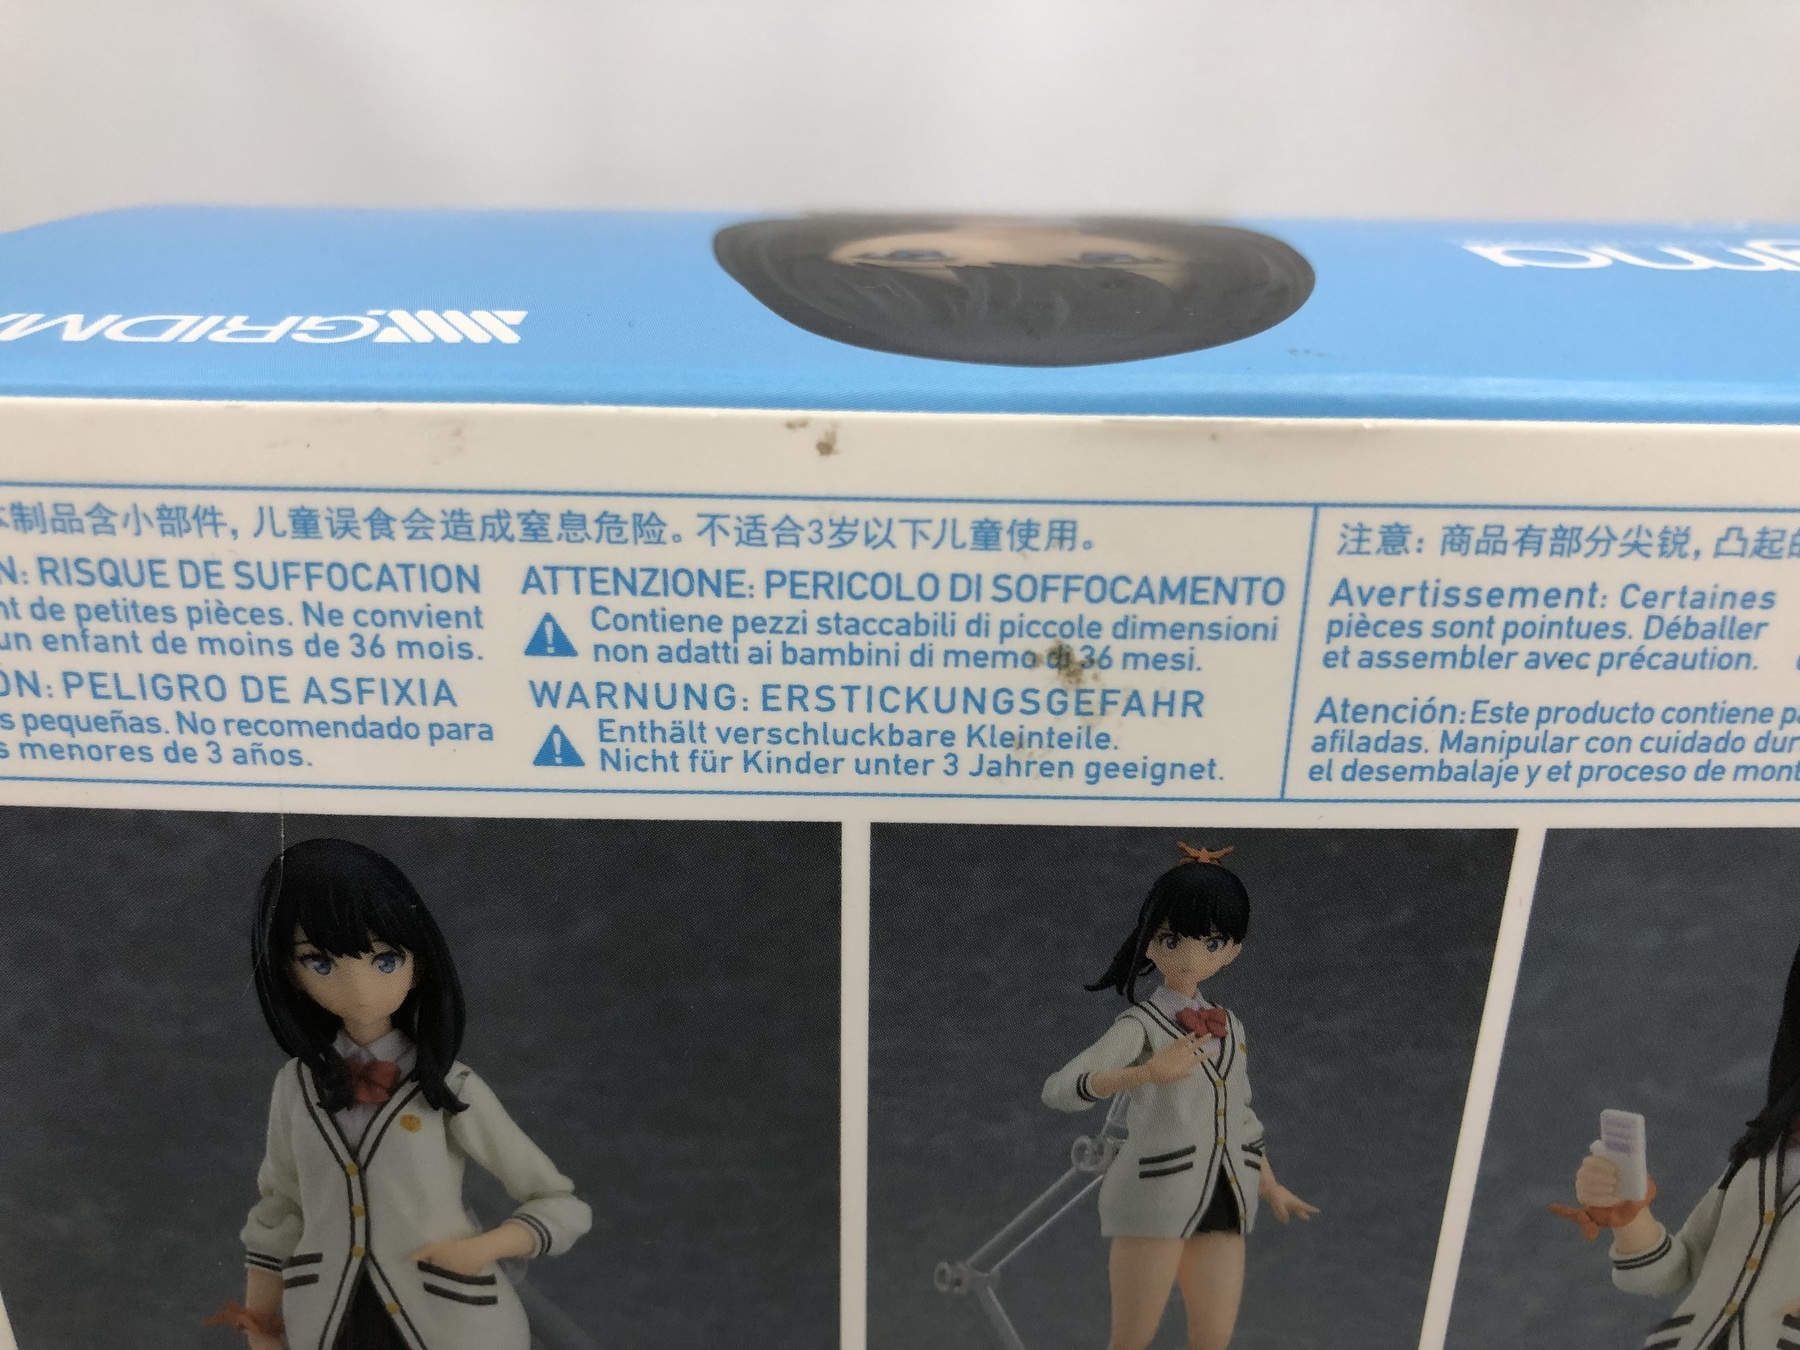 GRIDMA
gma
本制品含小部件，儿童误食会造成窒息危险。不适合3岁以下儿童使用。
N: RISQUE DE SUFFOCATION
nt de petites pièces. Ne convient
un enfant de moins de 36 mois.
ÓN: PELIGRO DE ASFIXIA
s pequeñas. No recomendado para
s menores de 3 años.
ATTENZIONE: PERICOLO DI SOFFOCAMENTO
Contiene pezzi staccabili di piccole dimensioni
non adatti ai bambini di memo di 36 mesi.
WARNUNG: ERSTICKUNGSGEFAHR
Enthält verschluckbare Kleinteile.
Nicht für Kinder unter 3 Jahren geeignet.
注意：商品有部分尖锐，凸起的
Avertissement: Certaines
pièces sont pointues. Déballer
et assembler avec précaution.
Atención: Este producto contiene pa
afiladas. Manipular con cuidado dur
el desembalaje y et proceso de mont